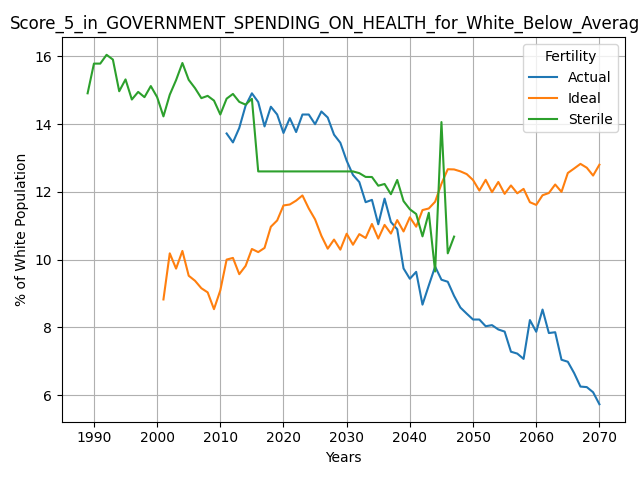 Score_5_in_GOVERNMENT_SPENDING_ON_HEALTH_for_White_Below_Averag
Fertility
Actual
Ideal
Sterile
% of White Population
16
14
12
10
8
6
1990 2000 2010 2020 2030 2040 2050 2060 2070
Years